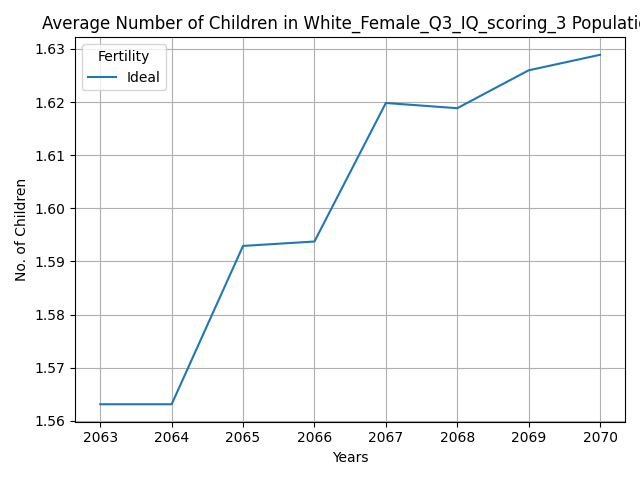 Average Number of Children in White_Female_Q3_IQ_scoring_3
Fertility
Ideal
1.63
1.62
1.61
1.60
1.59
1.58
1.57
1.56
No. of Children
2063 2064 2065 2066 2067 2068 2069 2070
Years